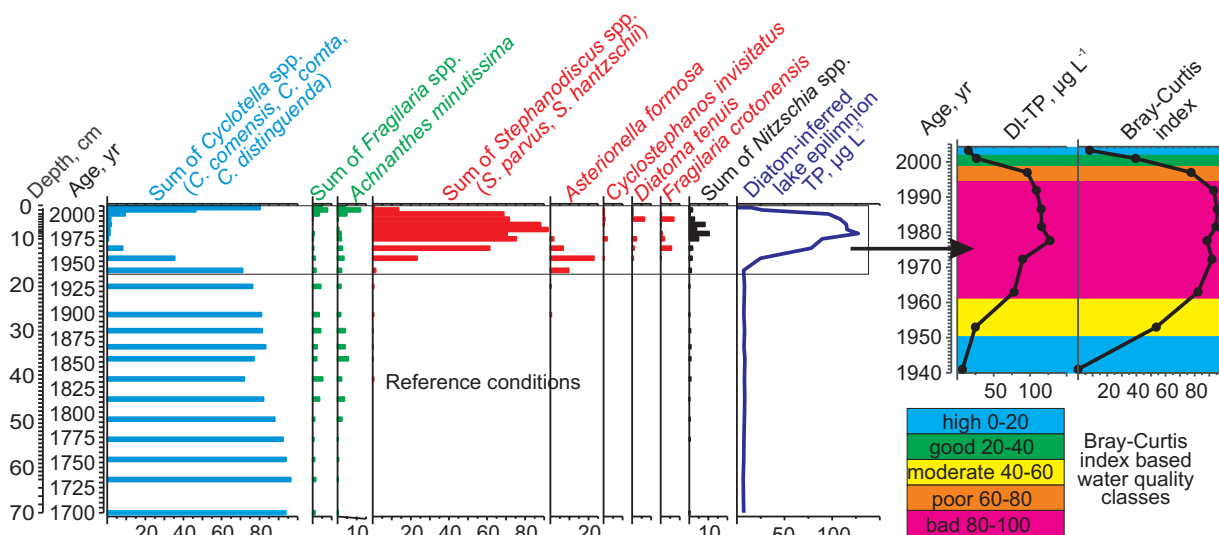 Depth, cm
Age, yr
Sum of Cyclotella spp.
(C. comensis, C. comta,
C. distinguenda)
Sum of Fragilaria spp.
Achnanthes minutissima
Sum of Stephanodiscus spp.
(S. parvus, S. hantzschii)
Asterionella formosa
Cyclostephanos invisitatus
Diatoma tenuis
Fragilaria crotonensis
Sum of Nitzschia spp.
Diatom-inferred
lake epilimnion
TP, µg L-1
Age, yr
DI-TP, µg L-1
Bray-Curtis
index
0
10
20
30
40
50
60
70
2000
1975
1950
1925
1900
1875
1850
1825
1800
1775
1750
1725
1700
Reference conditions
20 40 60 80
10
20 40 60 80
20
10
50 100
2000
1990
1980
1970
1960
1950
1940
50 100
20 40 60 80
high 0-20
good 20-40
moderate 40-60
poor 60-80
bad 80-100
Bray-Curtis
index based
water quality
classes